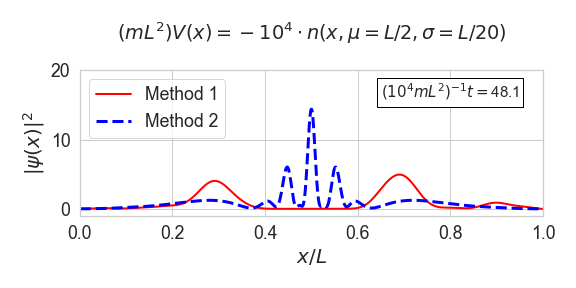 (mL²)V(x) = −10⁴ · n(x, μ = L/2, σ = L/20)
20
10
0
|ψ(x)|²
Method 1
Method 2
(10⁴mL²)⁻¹t = 48.1
0.0 0.2 0.4 0.6 0.8 1.0
x/L